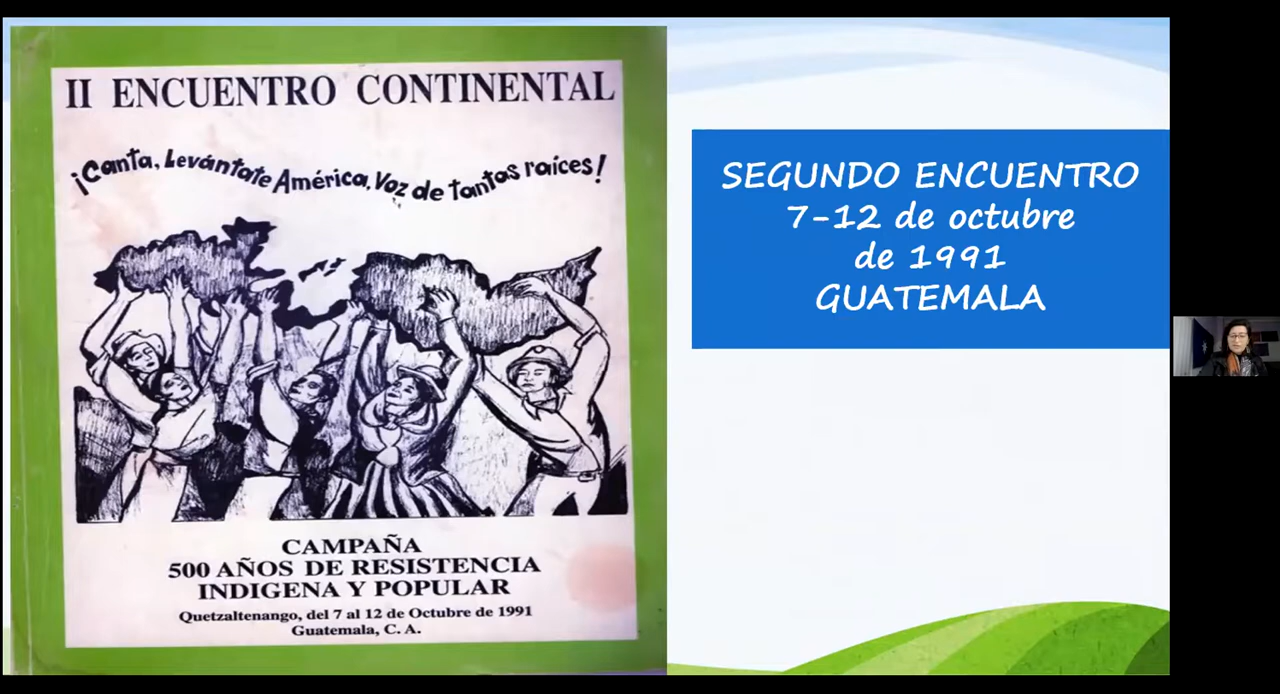 II ENCUENTRO CONTINENTAL
¡Canta, Levántate América, Voz de tantas raíces!
CAMPAÑA
500 AÑOS DE RESISTENCIA
INDIGENA Y POPULAR
Quetzaltenango, del 7 al 12 de Octubre de 1991
Guatemala, C. A.
SEGUNDO ENCUENTRO
7-12 de octubre
de 1991
GUATEMALA